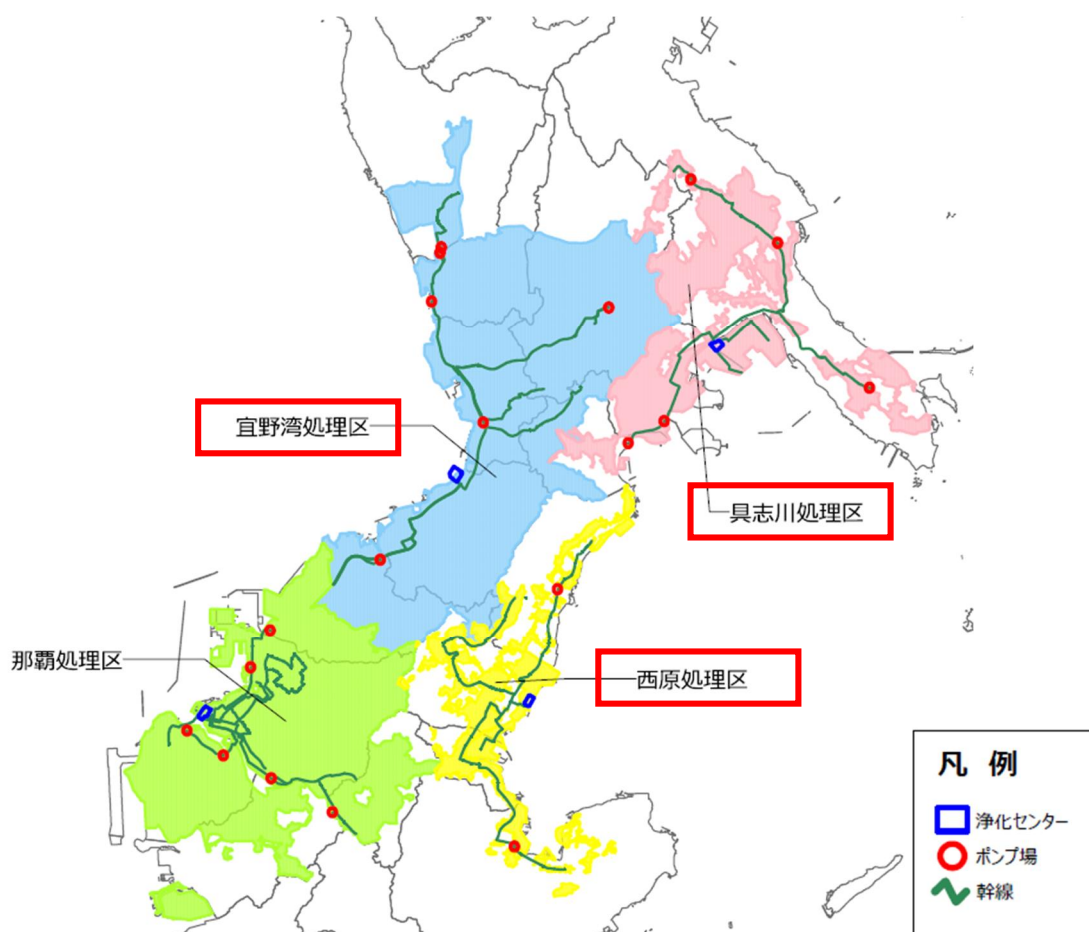 宜野湾処理区
具志川処理区
那覇処理区
西原処理区
凡 例
浄化センター
ポンプ場
幹線